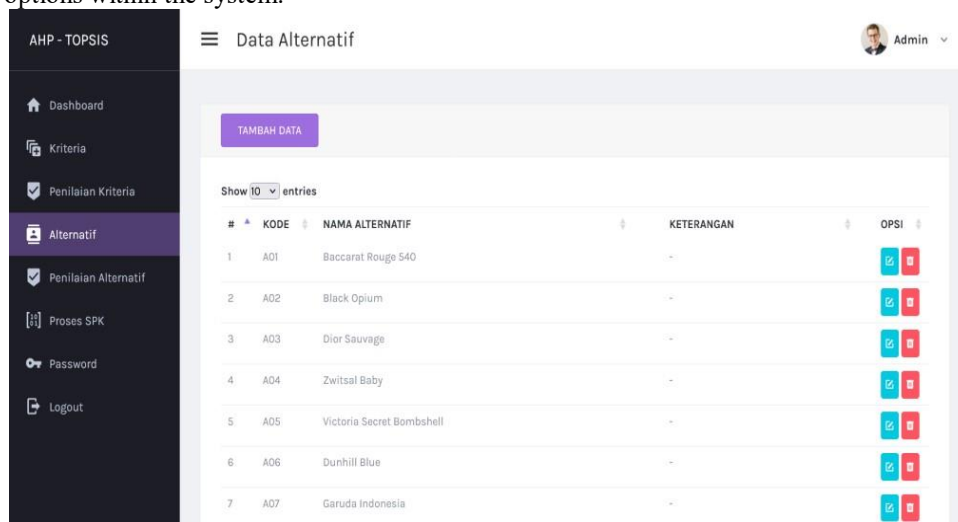 options within the system.
AHP - TOPSIS
Data Alternatif
Admin
Dashboard
Kriteria
Penilaian Kriteria
Alternatif
Penilaian Alternatif
Proses SPK
Password
Logout
TAMBAH DATA
Show 10 entries
# KODE NAMA ALTERNATIF KETERANGAN OPSI
1 A01 Baccarat Rouge 540 -
2 A02 Black Opium -
3 A03 Dior Sauvage -
4 A04 Zwitsal Baby -
5 A05 Victoria Secret Bombshell -
6 A06 Dunhill Blue -
7 A07 Garuda Indonesia -